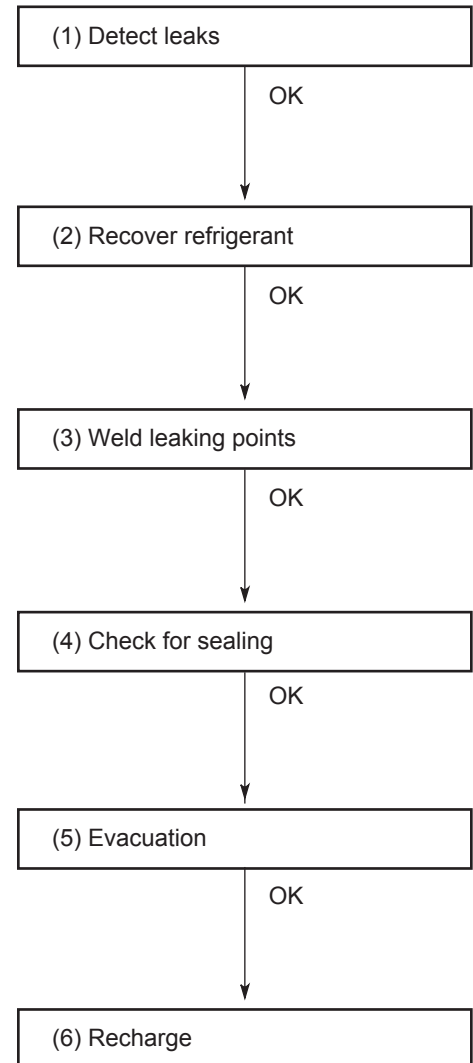 (1) Detect leaks
OK
(2) Recover refrigerant
OK
(3) Weld leaking points
OK
(4) Check for sealing
OK
(5) Evacuation
OK
(6) Recharge